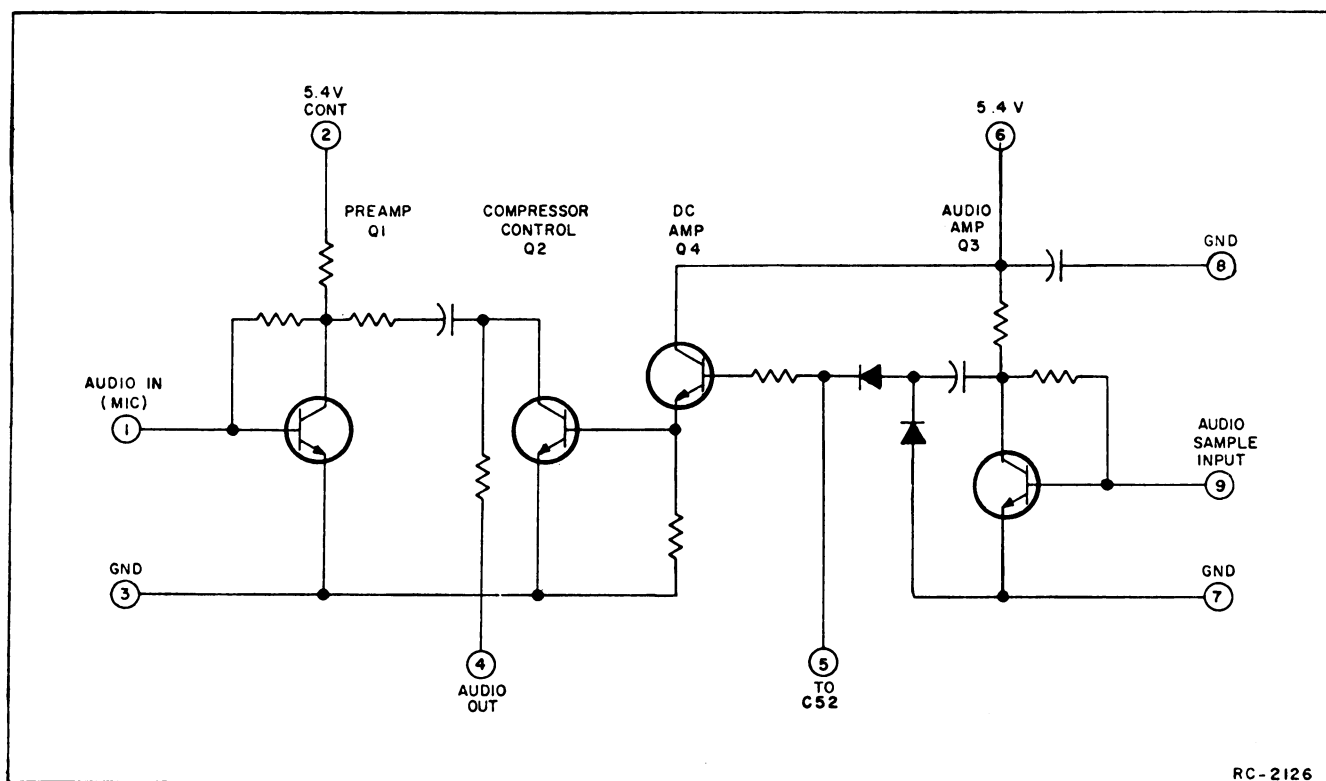 5.4V
CONT
2
5.4 V
6
PREAMP
Q1
COMPRESSOR
CONTROL
Q2
DC
AMP
Q4
AUDIO
AMP
Q3
GND
8
AUDIO IN
(MIC)
1
AUDIO
SAMPLE
INPUT
9
GND
3
GND
7
4
AUDIO
OUT
5
TO
C52
RC-2126